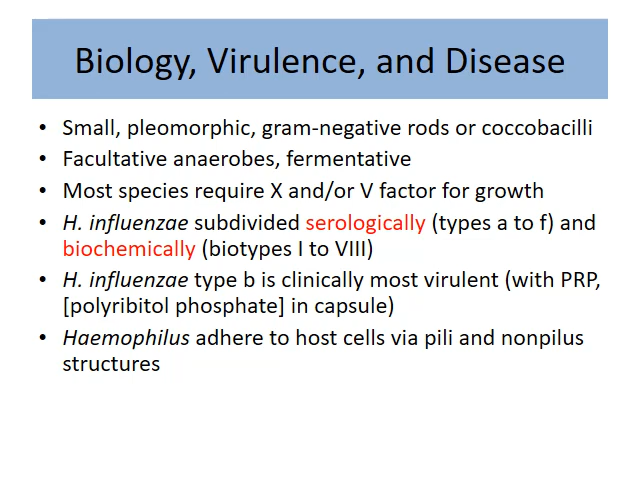 Biology, Virulence, and Disease
• Small, pleomorphic, gram-negative rods or coccobacilli
• Facultative anaerobes, fermentative
• Most species require X and/or V factor for growth
• H. influenzae subdivided serologically (types a to f) and
biochemically (biotypes I to VIII)
• H. influenzae type b is clinically most virulent (with PRP,
[polyribitol phosphate] in capsule)
• Haemophilus adhere to host cells via pili and nonpilus
structures